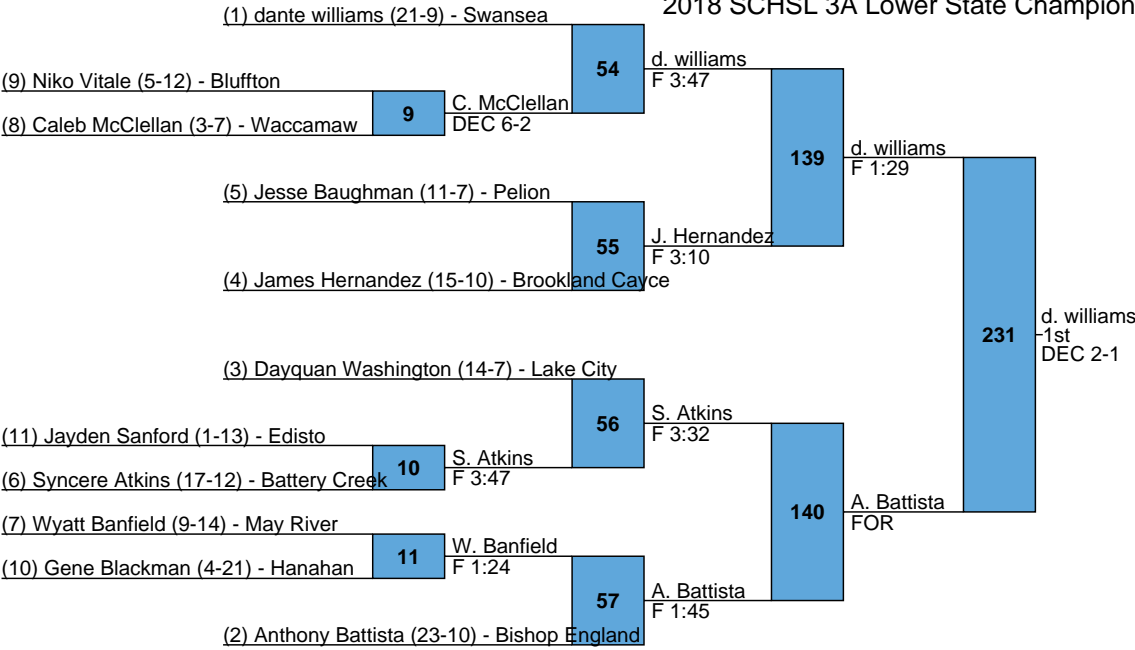 2018 SCHSL 3A Lower State Champion
(1) dante williams (21-9) - Swansea
54
d. williams
F 3:47
(9) Niko Vitale (5-12) - Bluffton
9
C. McClellan
DEC 6-2
(8) Caleb McClellan (3-7) - Waccamaw
139
d. williams
F 1:29
(5) Jesse Baughman (11-7) - Pelion
55
J. Hernandez
F 3:10
(4) James Hernandez (15-10) - Brookland Cayce
231
d. williams
1st
DEC 2-1
(3) Dayquan Washington (14-7) - Lake City
56
S. Atkins
F 3:32
(11) Jayden Sanford (1-13) - Edisto
10
S. Atkins
F 3:47
(6) Syncere Atkins (17-12) - Battery Creek
140
A. Battista
FOR
(7) Wyatt Banfield (9-14) - May River
11
W. Banfield
F 1:24
(10) Gene Blackman (4-21) - Hanahan
57
A. Battista
F 1:45
(2) Anthony Battista (23-10) - Bishop England